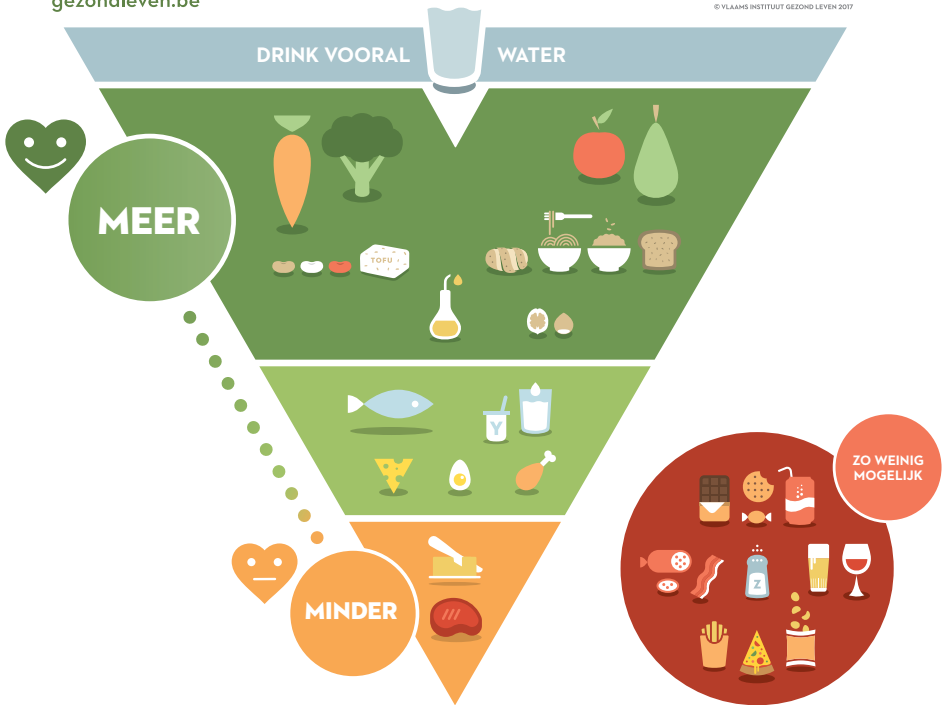 gezondleven.be
© VLAAMS INSTITUUT GEZOND LEVEN 2017
DRINK VOORAL WATER
MEER
TOFU
Y
ZO WEINIG
MOGELIJK
Z
MINDER